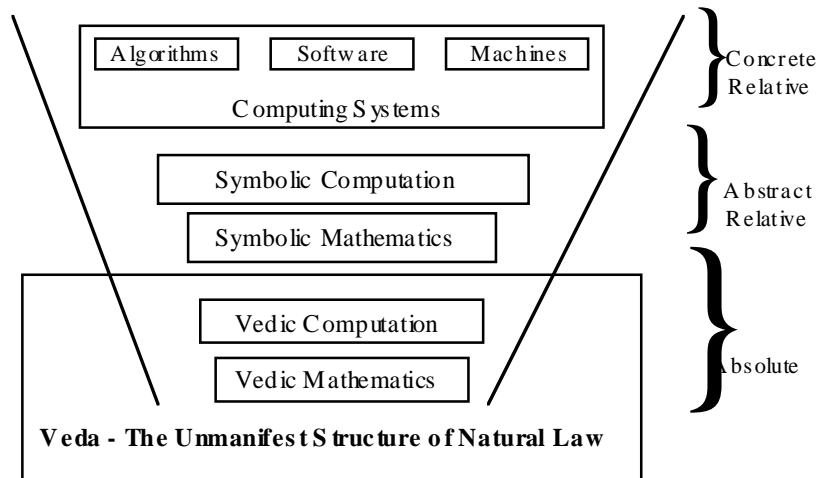 Algorithms
Software
Machines
Computing Systems
Concrete
Relative
Symbolic Computation
Symbolic Mathematics
Abstract
Relative
Vedic Computation
Vedic Mathematics
Absolute
Veda - The Unmanifest Structure of Natural Law